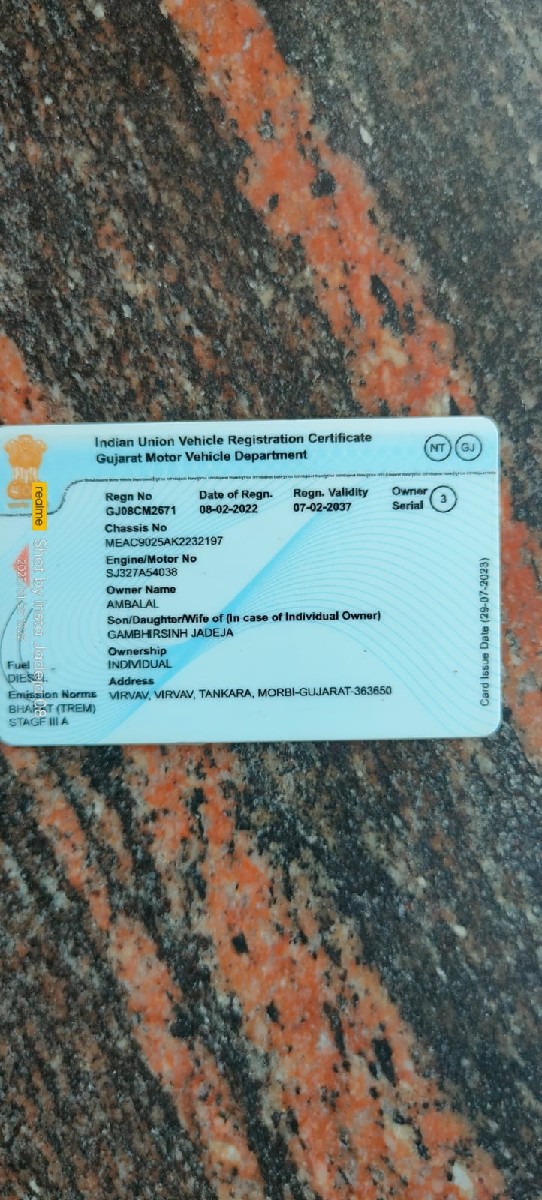 Indian Union Vehicle Registration Certificate
Gujarat Motor Vehicle Department
NT GJ
Regn No Date of Regn. Regn. Validity Owner Serial 3
GJ08CM2671 08-02-2022 07-02-2037
Chassis No
MEAC9025AK2232197
Engine/Motor No
SJ327A54038
Owner Name
AMBALAL
Son/Daughter/Wife of (In case of Individual Owner)
GAMBHIRSINH JADEJA
Ownership
INDIVIDUAL
Address
VIRVAV, VIRVAV, TANKARA, MORBI-GUJARAT-363650
Fuel
Emission Norms
(TREM)
STAGE III A
Card Issue Date (29-07-2023)
realme
Shot by